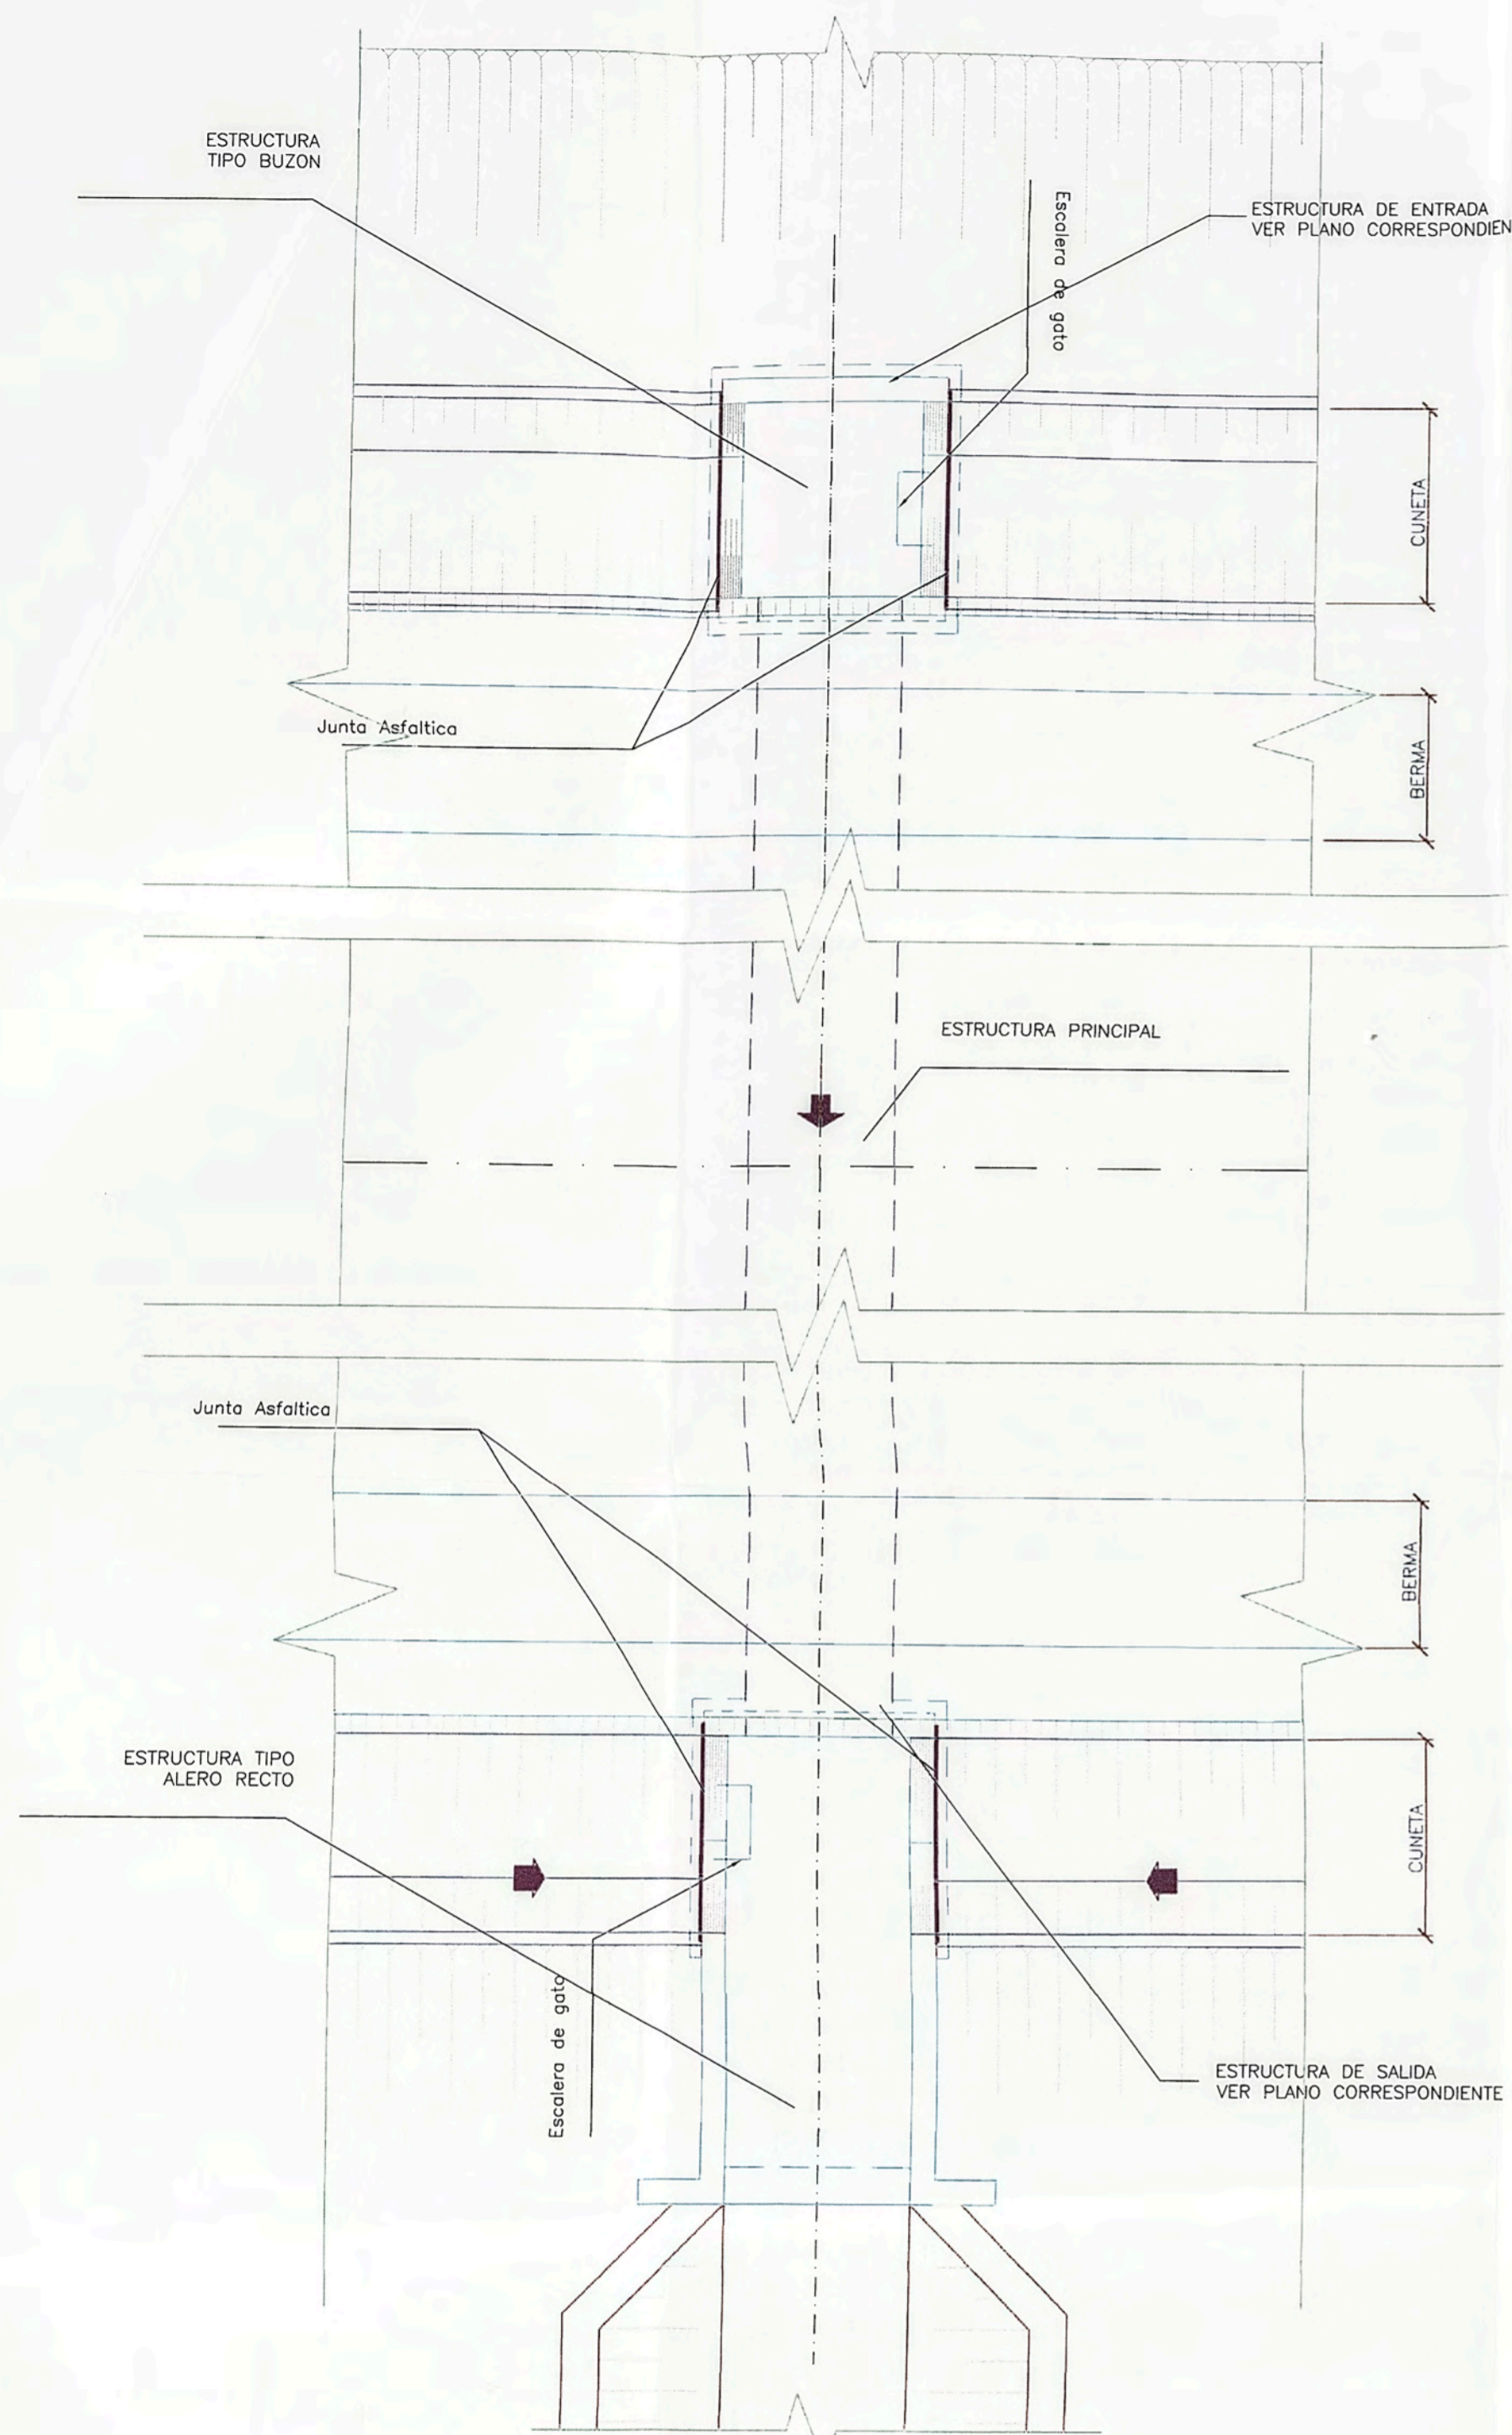 ESTRUCTURA
TIPO BUZON
Escalera de gato
ESTRUCTURA DE ENTRADA
VER PLANO CORRESPONDIEN
CUNETA
Junta Asfaltica
BERMA
ESTRUCTURA PRINCIPAL
Junta Asfaltica
BERMA
ESTRUCTURA TIPO
ALERO RECTO
CUNETA
Escalera de gato
ESTRUCTURA DE SALIDA
VER PLANO CORRESPONDIENTE